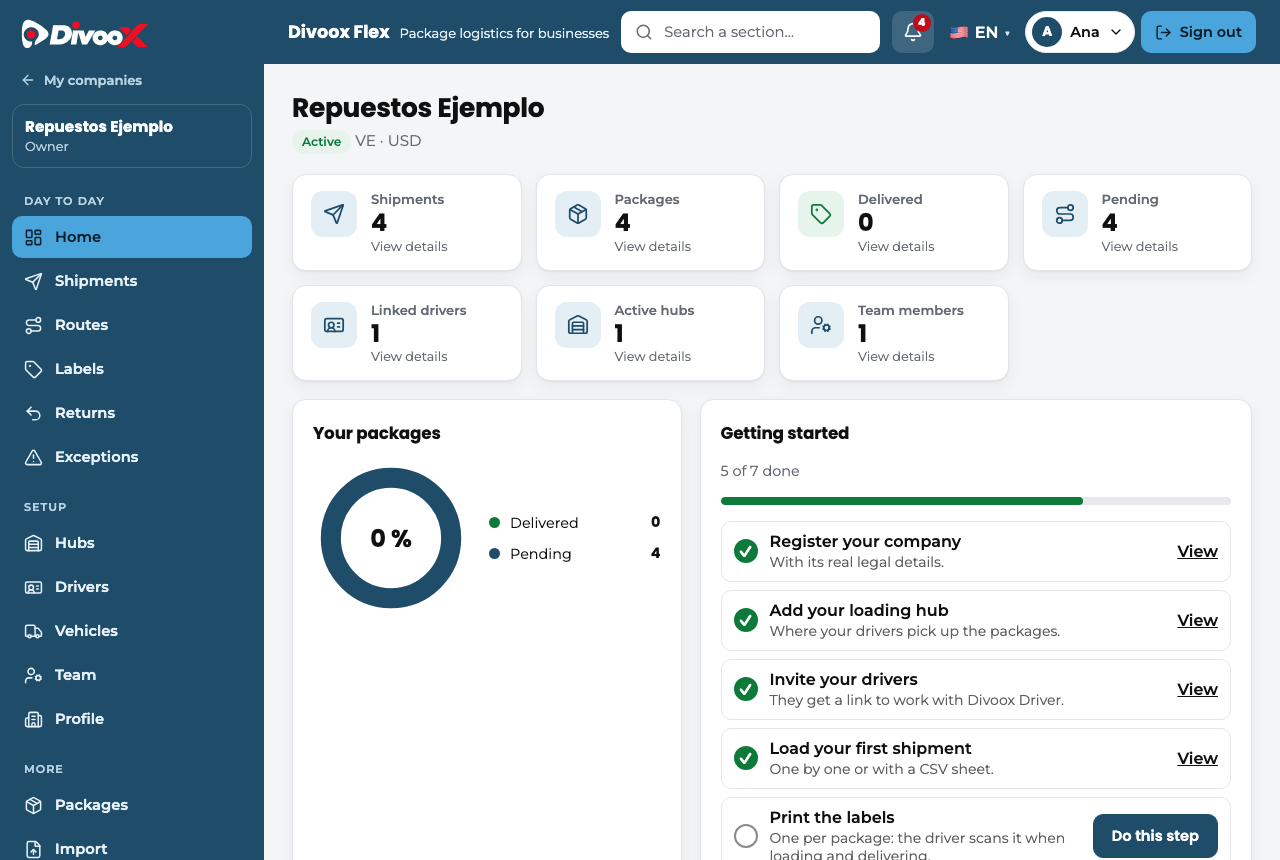 DivooX
Divoox Flex
Package logistics for businesses
Search a section...
4
EN
A
Ana
Sign out
My companies
Repuestos Ejemplo
Owner
DAY TO DAY
Home
Shipments
Routes
Labels
Returns
Exceptions
SETUP
Hubs
Drivers
Vehicles
Team
Profile
MORE
Packages
Import
Repuestos Ejemplo
Active VE · USD
Shipments
4
View details
Packages
4
View details
Delivered
0
View details
Pending
4
View details
Linked drivers
1
View details
Active hubs
1
View details
Team members
1
View details
Your packages
0 %
Delivered 0
Pending 4
Getting started
5 of 7 done
Register your company
With its real legal details.
View
Add your loading hub
Where your drivers pick up the packages.
View
Invite your drivers
They get a link to work with Divoox Driver.
View
Load your first shipment
One by one or with a CSV sheet.
View
Print the labels
One per package: the driver scans it when
loading and delivering.
Do this step